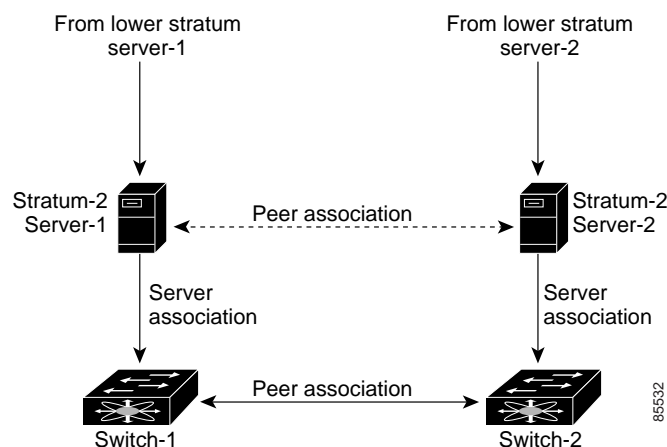 From lower stratum
server-1
From lower stratum
server-2
Stratum-2
Server-1
Peer association
Stratum-2
Server-2
Server
association
Server
association
Peer association
Switch-1
Switch-2
85532